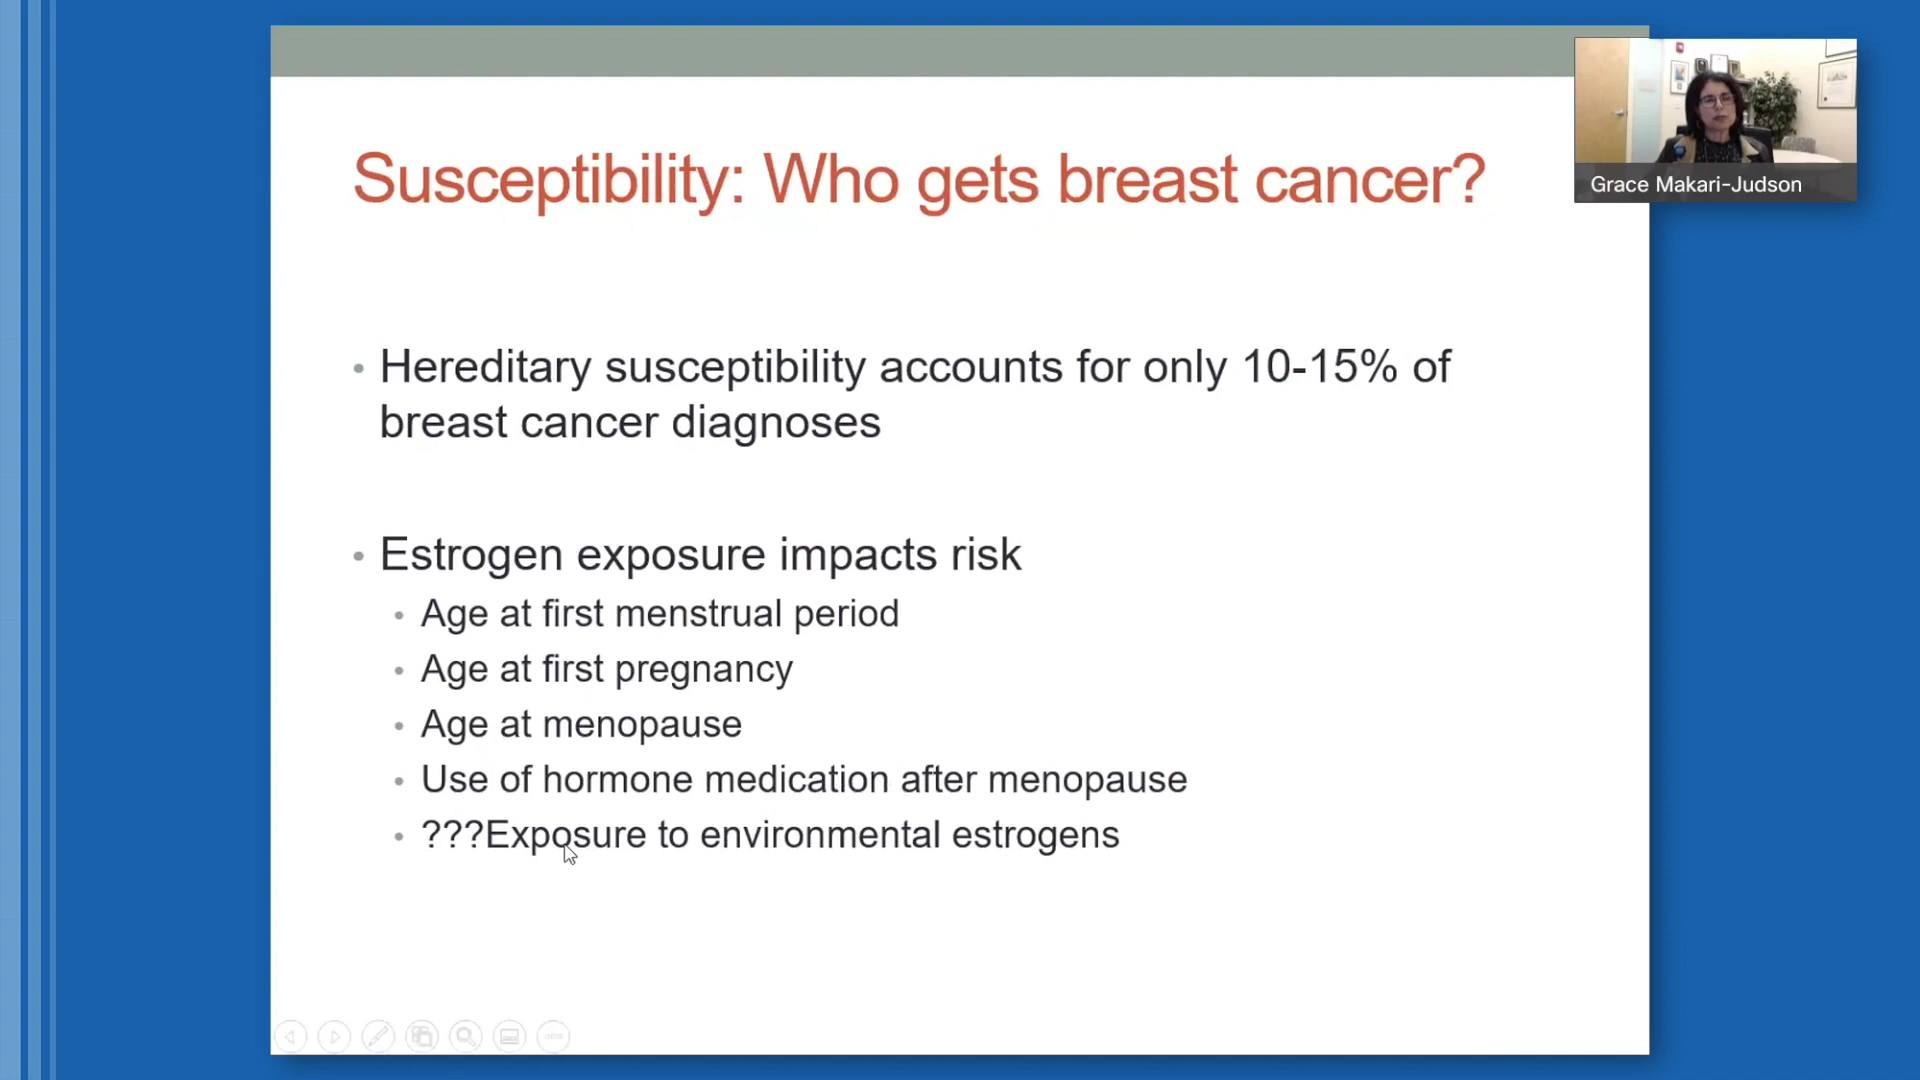 Susceptibility: Who gets breast cancer?
Grace Makari-Judson
• Hereditary susceptibility accounts for only 10-15% of
breast cancer diagnoses
• Estrogen exposure impacts risk
• Age at first menstrual period
• Age at first pregnancy
• Age at menopause
• Use of hormone medication after menopause
• ???Exposure to environmental estrogens